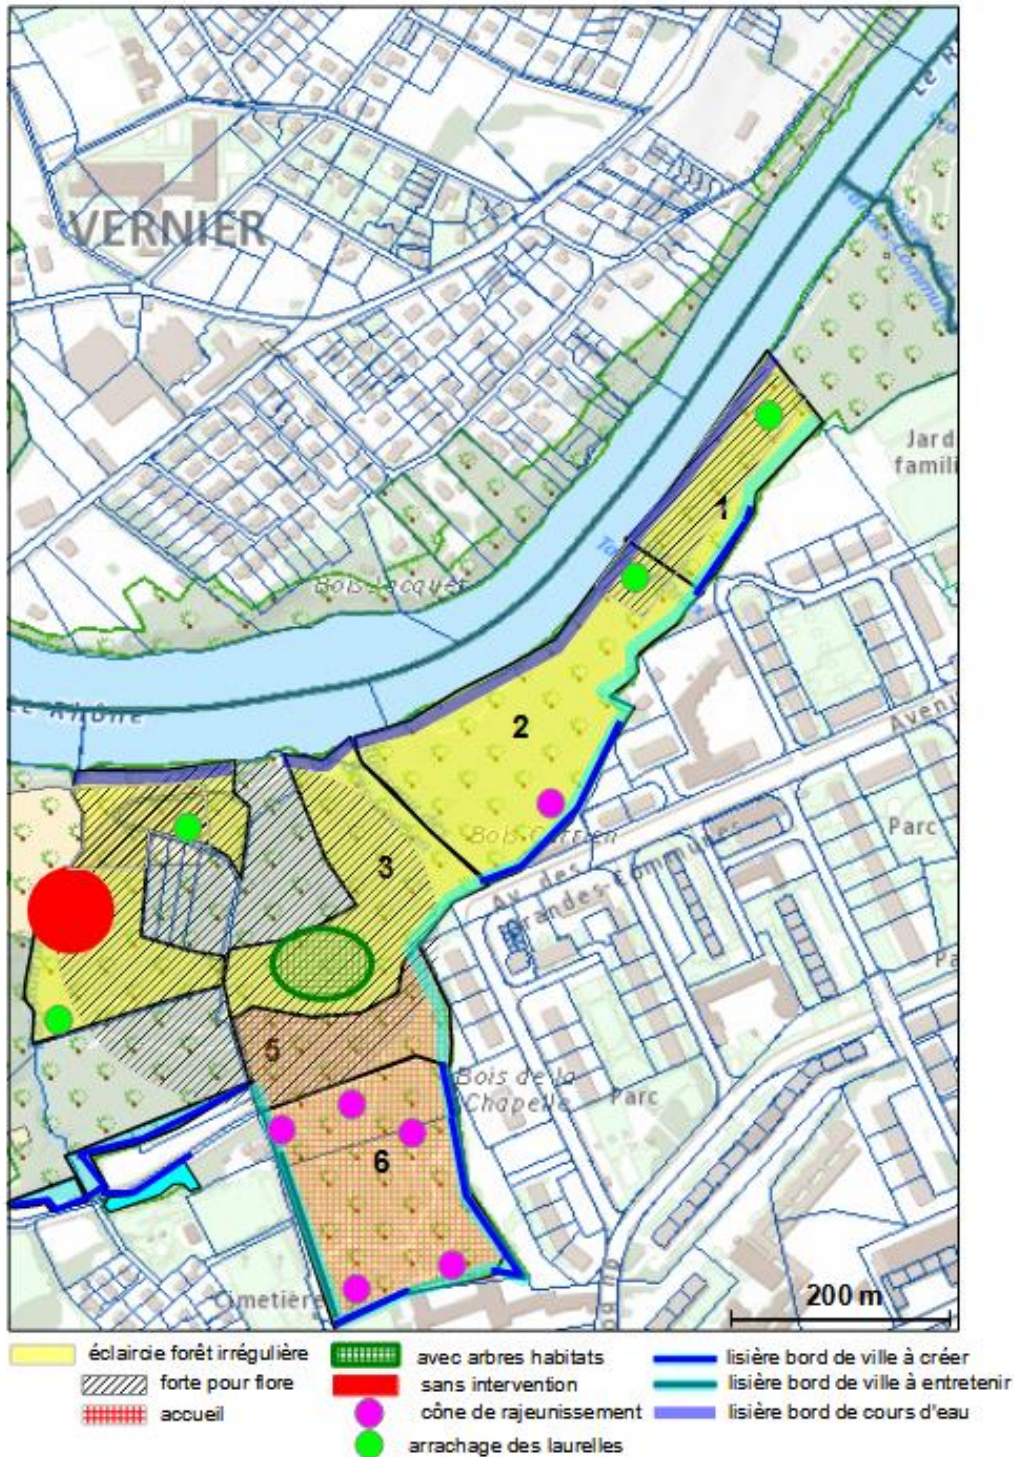 Le R
VERNIER
Jard
famili
1
Bois Jacquet
Le Rhône
2
Avenu
Bois Carrien
Parc
3
Av. des
Grandes-communes
Pa
5
Bois de la
Chapelle
Parc
6
Cimetière
200 m
éclaircie forêt irrégulière
avec arbres habitats
lisière bord de ville à créer
forte pour flore
sans intervention
lisière bord de ville à entretenir
accueil
cône de rajeunissement
lisière bord de cours d'eau
arrachage des laurelles